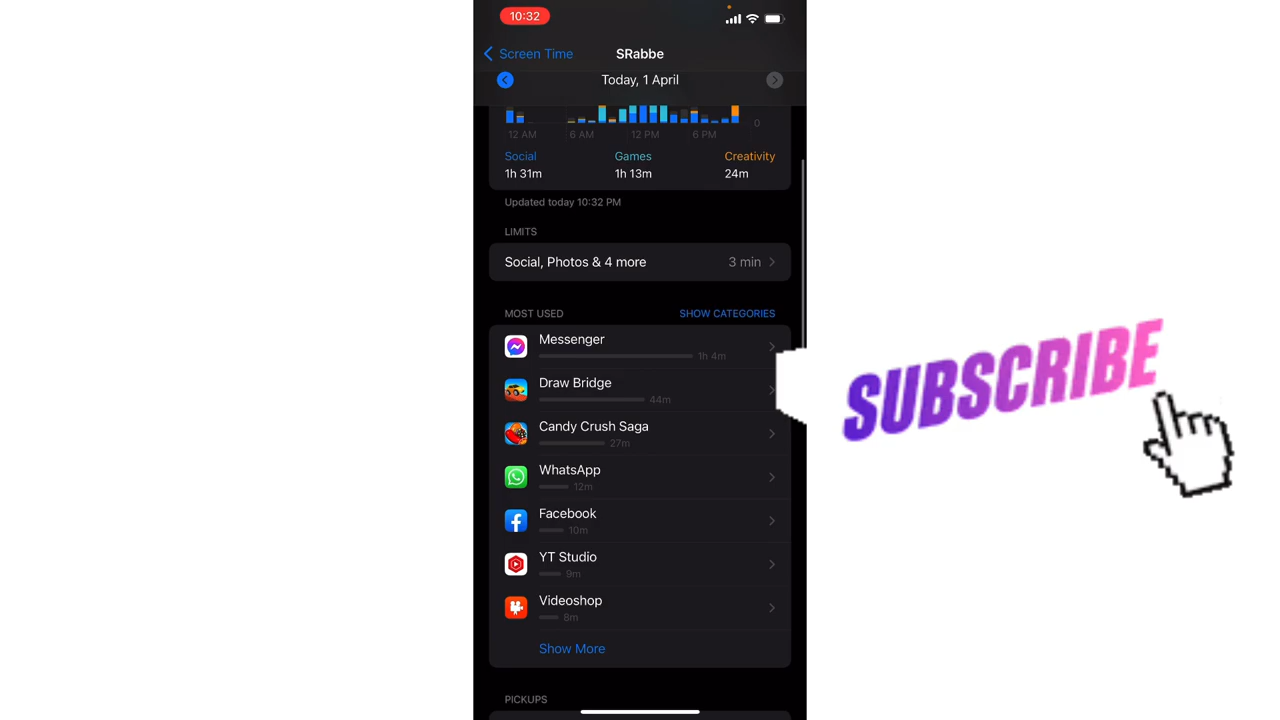 10:32
Screen Time
SRabbe
Today, 1 April
0
12 AM 6 AM 12 PM 6 PM
Social Games Creativity
1h 31m 1h 13m 24m
Updated today 10:32 PM
LIMITS
Social, Photos & 4 more 3 min
MOST USED SHOW CATEGORIES
Messenger
1h 4m
Draw Bridge
44m
Candy Crush Saga
27m
WhatsApp
12m
Facebook
10m
YT Studio
9m
Videoshop
8m
Show More
PICKUPS
SUBSCRIBE